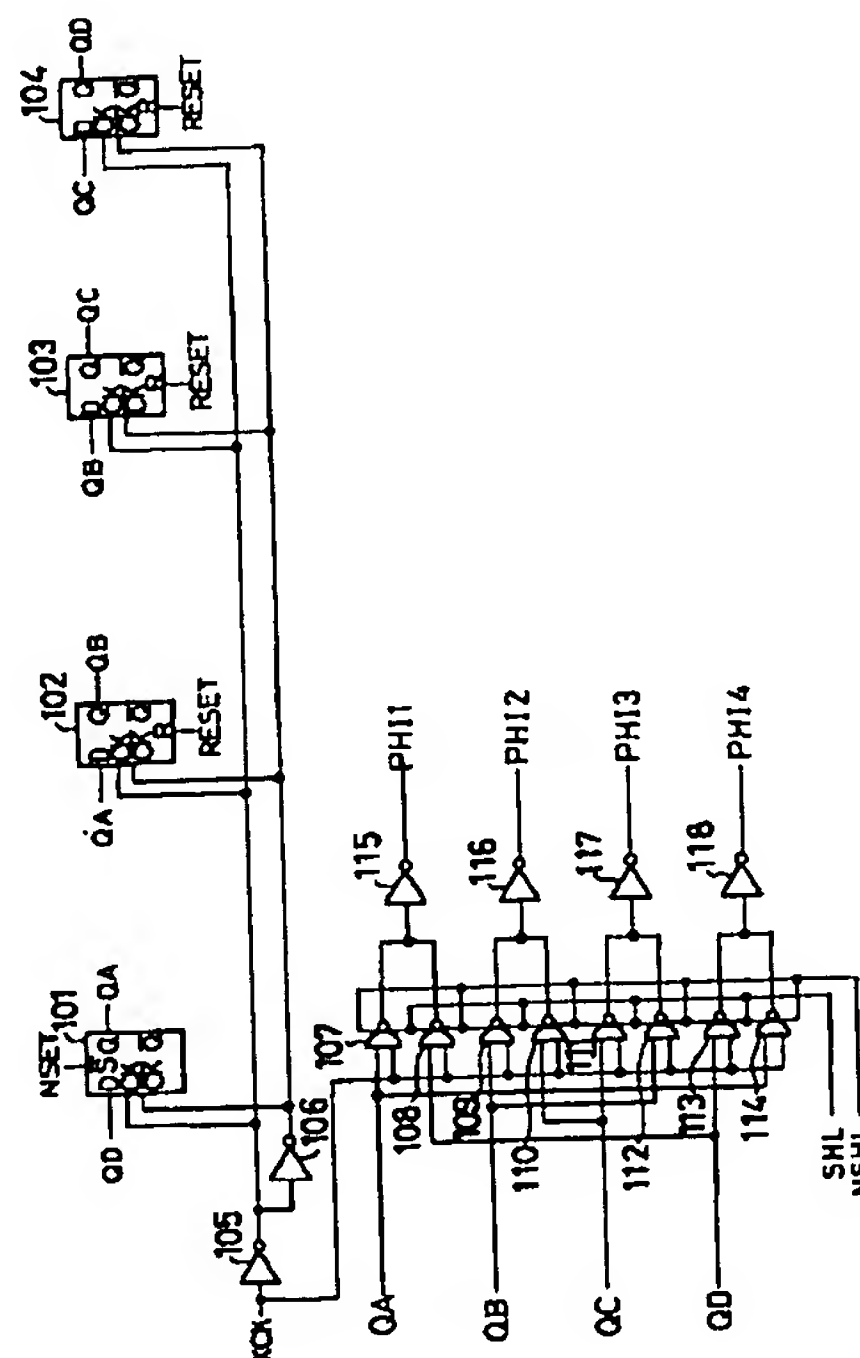 104
QD
QC
D
Q
Q
R
RESET
103
QC
QB
D
Q
Q
R
RESET
102
QB
QA
D
Q
Q
R
RESET
NSET
101
QA
QD
D
S
Q
Q
105
106
XCK
107
108
109
110
111
112
113
114
115
116
117
118
PHI1
PHI2
PHI3
PHI4
QA
QB
QC
QD
SHL
NSHL